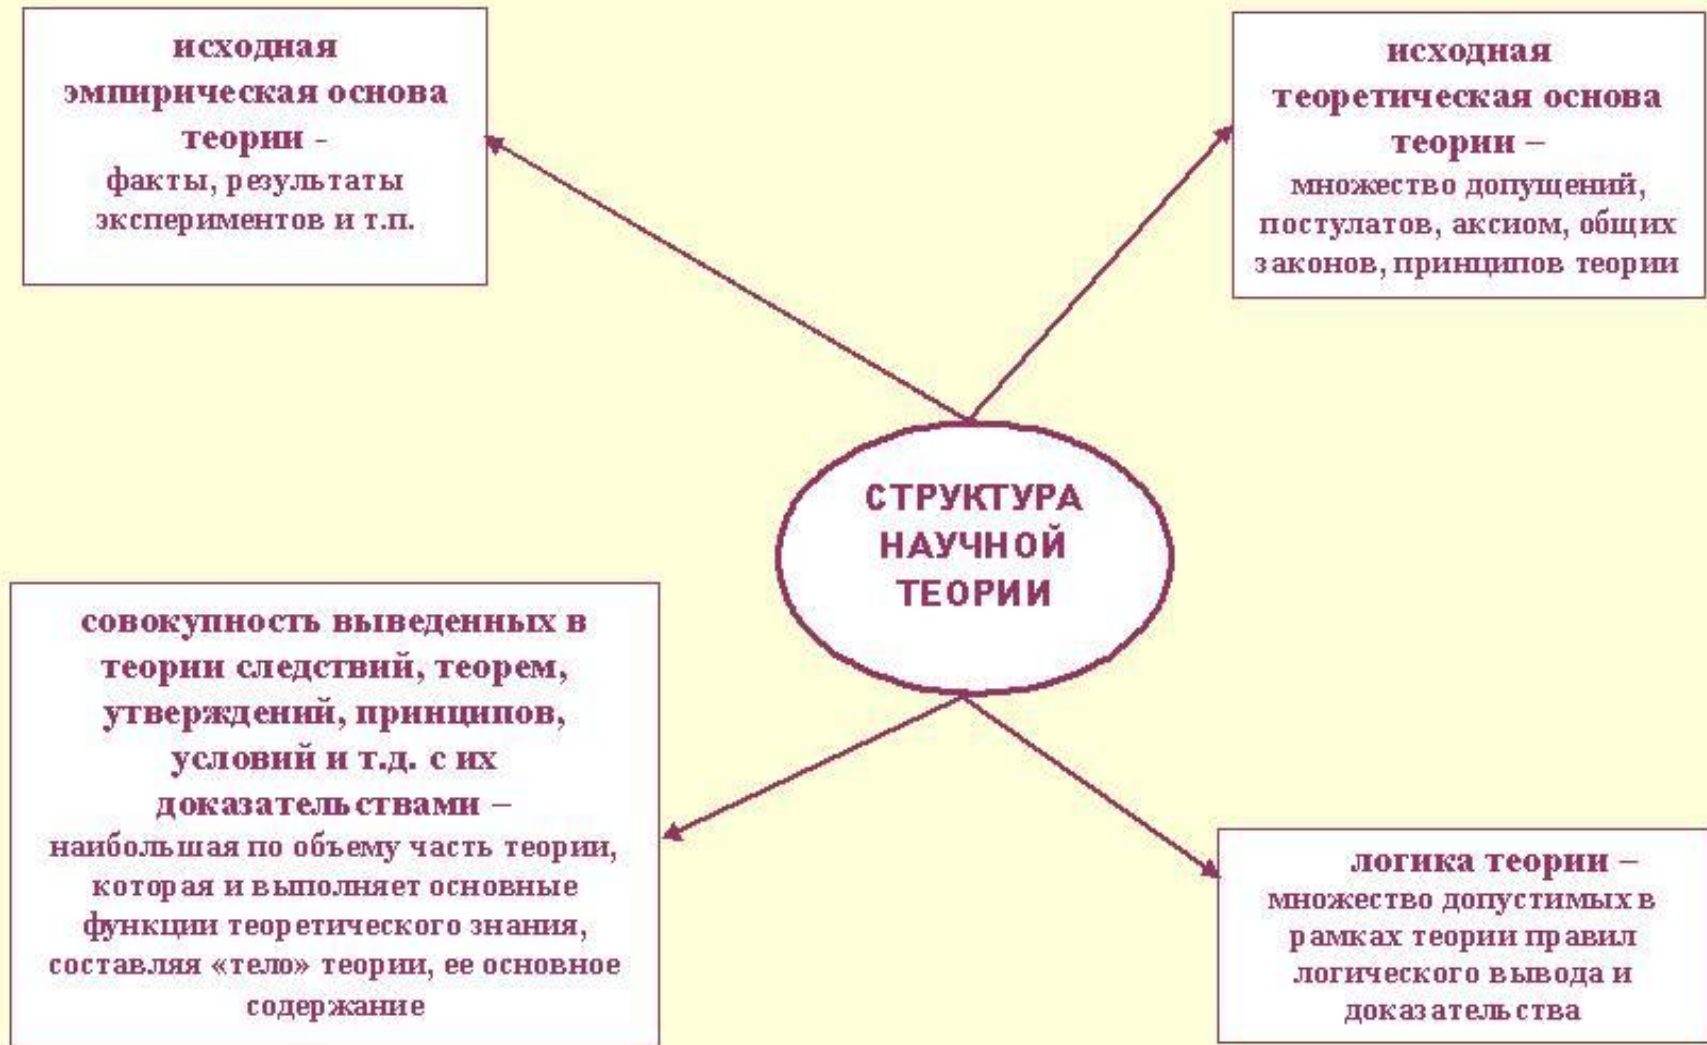 исходная
эмпирическая основа
теории -
факты, результаты
экспериментов и т.п.
исходная
теоретическая основа
теории –
множество допущений,
постулатов, аксиом, общих
законов, принципов теории
СТРУКТУРА
НАУЧНОЙ
ТЕОРИИ
совокупность выведенных в
теории следствий, теорем,
утверждений, принципов,
условий и т.д. с их
доказательствами –
наибольшая по объему часть теории,
которая и выполняет основные
функции теоретического знания,
составляя «тело» теории, ее основное
содержание
логика теории –
множество допустимых в
рамках теории правил
логического вывода и
доказательства